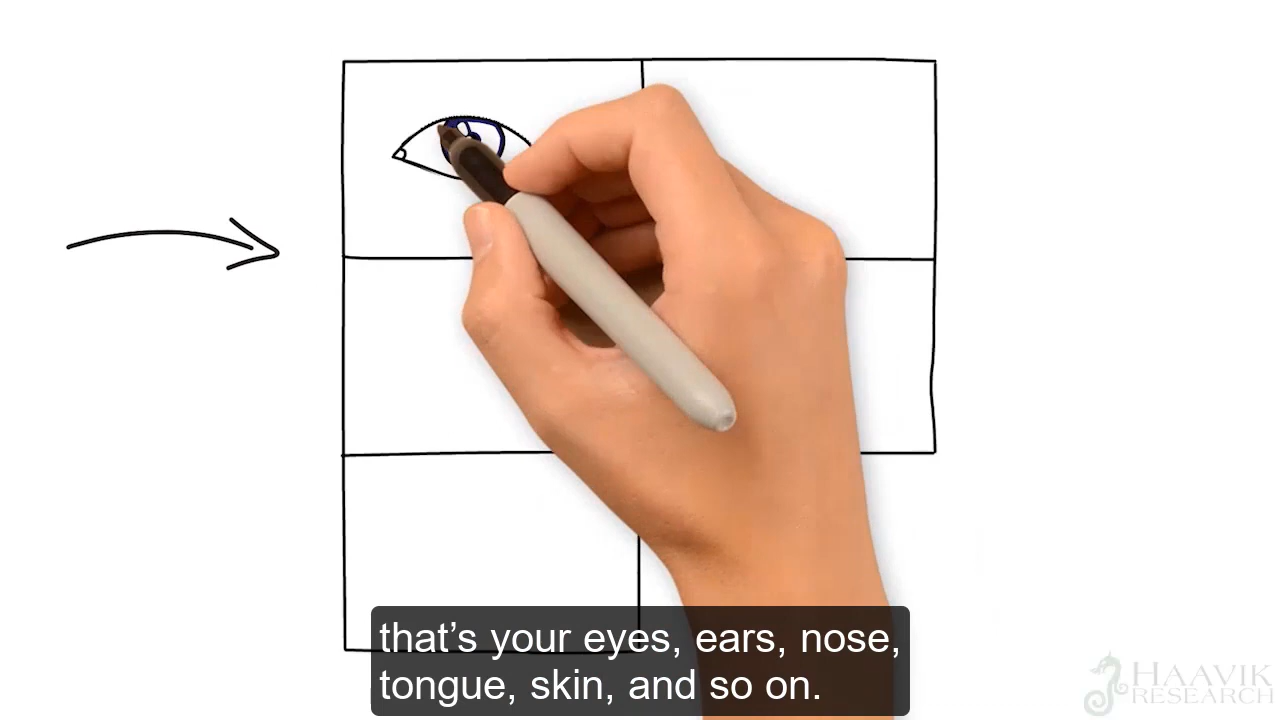 that’s your eyes, ears, nose,
tongue, skin, and so on.
HAAVIK
RESEARCH